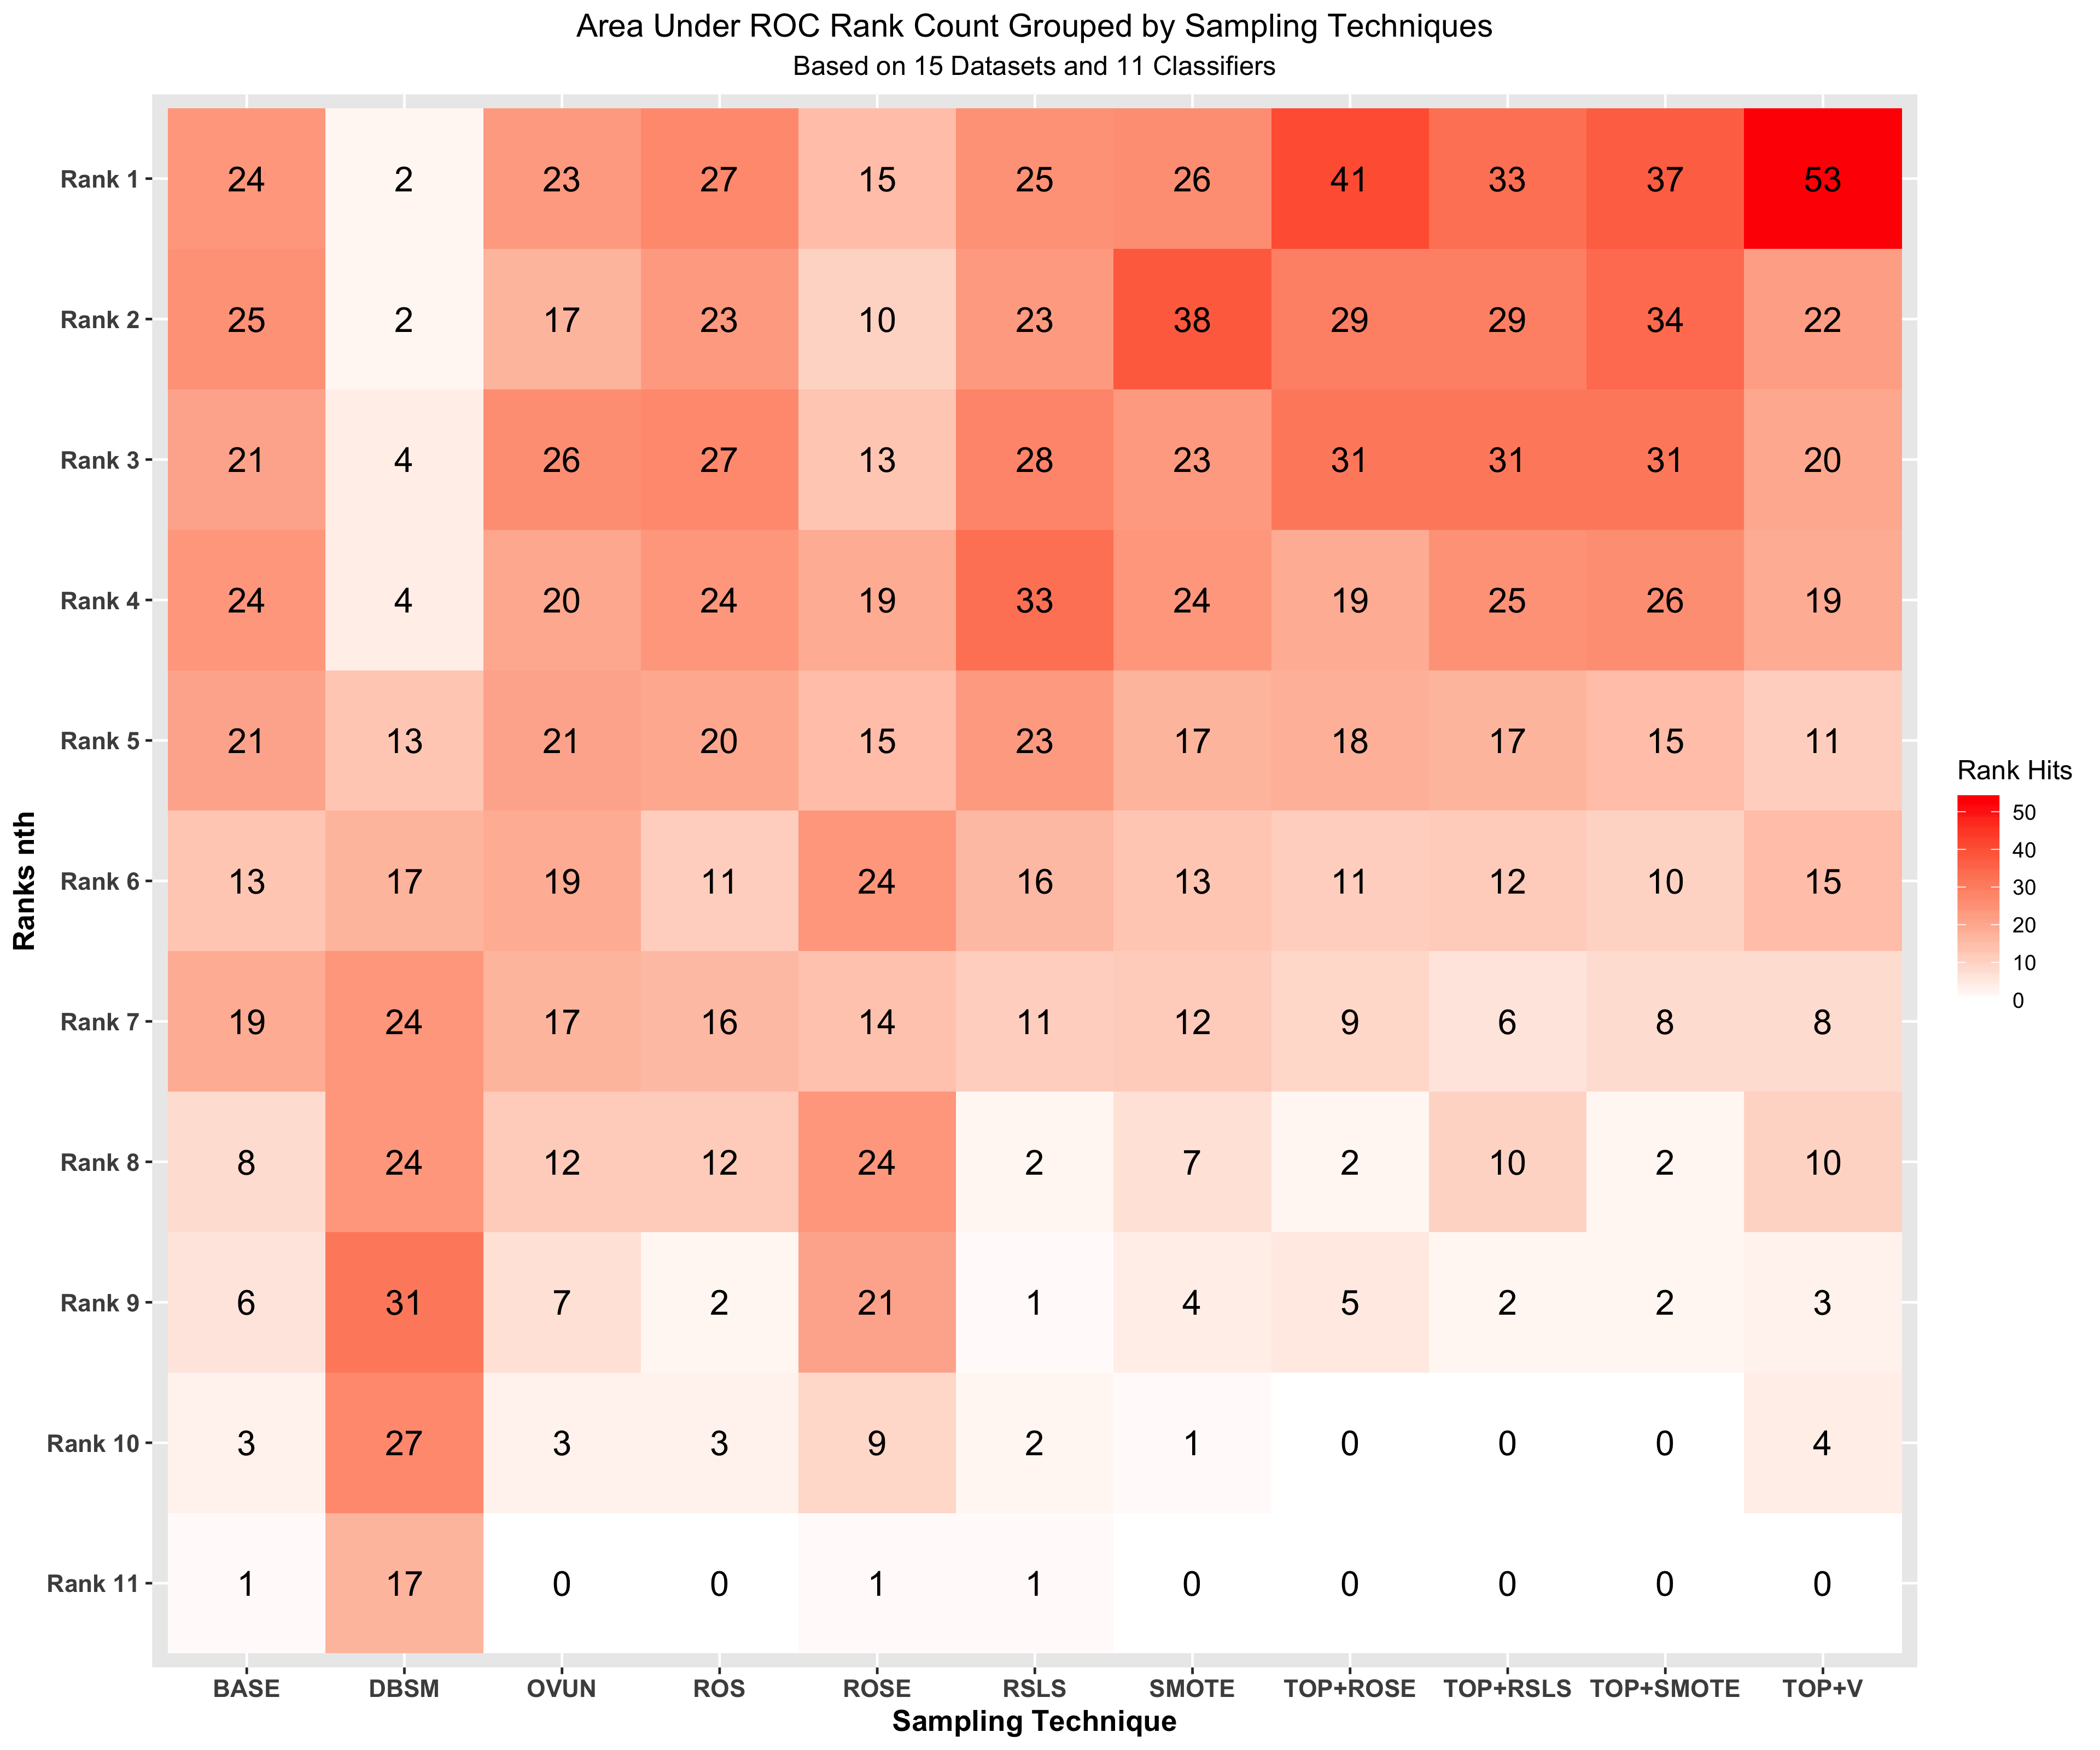 Area Under ROC Rank Count Grouped by Sampling Techniques
Based on 15 Datasets and 11 Classifiers
Ranks nth
Rank 1 24 2 23 27 15 25 26 41 33 37 53
Rank 2 25 2 17 23 10 23 38 29 29 34 22
Rank 3 21 4 26 27 13 28 23 31 31 31 20
Rank 4 24 4 20 24 19 33 24 19 25 26 19
Rank 5 21 13 21 20 15 23 17 18 17 15 11
Rank 6 13 17 19 11 24 16 13 11 12 10 15
Rank 7 19 24 17 16 14 11 12 9 6 8 8
Rank 8 8 24 12 12 24 2 7 2 10 2 10
Rank 9 6 31 7 2 21 1 4 5 2 2 3
Rank 10 3 27 3 3 9 2 1 0 0 0 4
Rank 11 1 17 0 0 1 1 0 0 0 0 0
BASE DBSM OVUN ROS ROSE RSLS SMOTE TOP+ROSE TOP+RSLS TOP+SMOTE TOP+V
Sampling Technique
Rank Hits
50
40
30
20
10
0